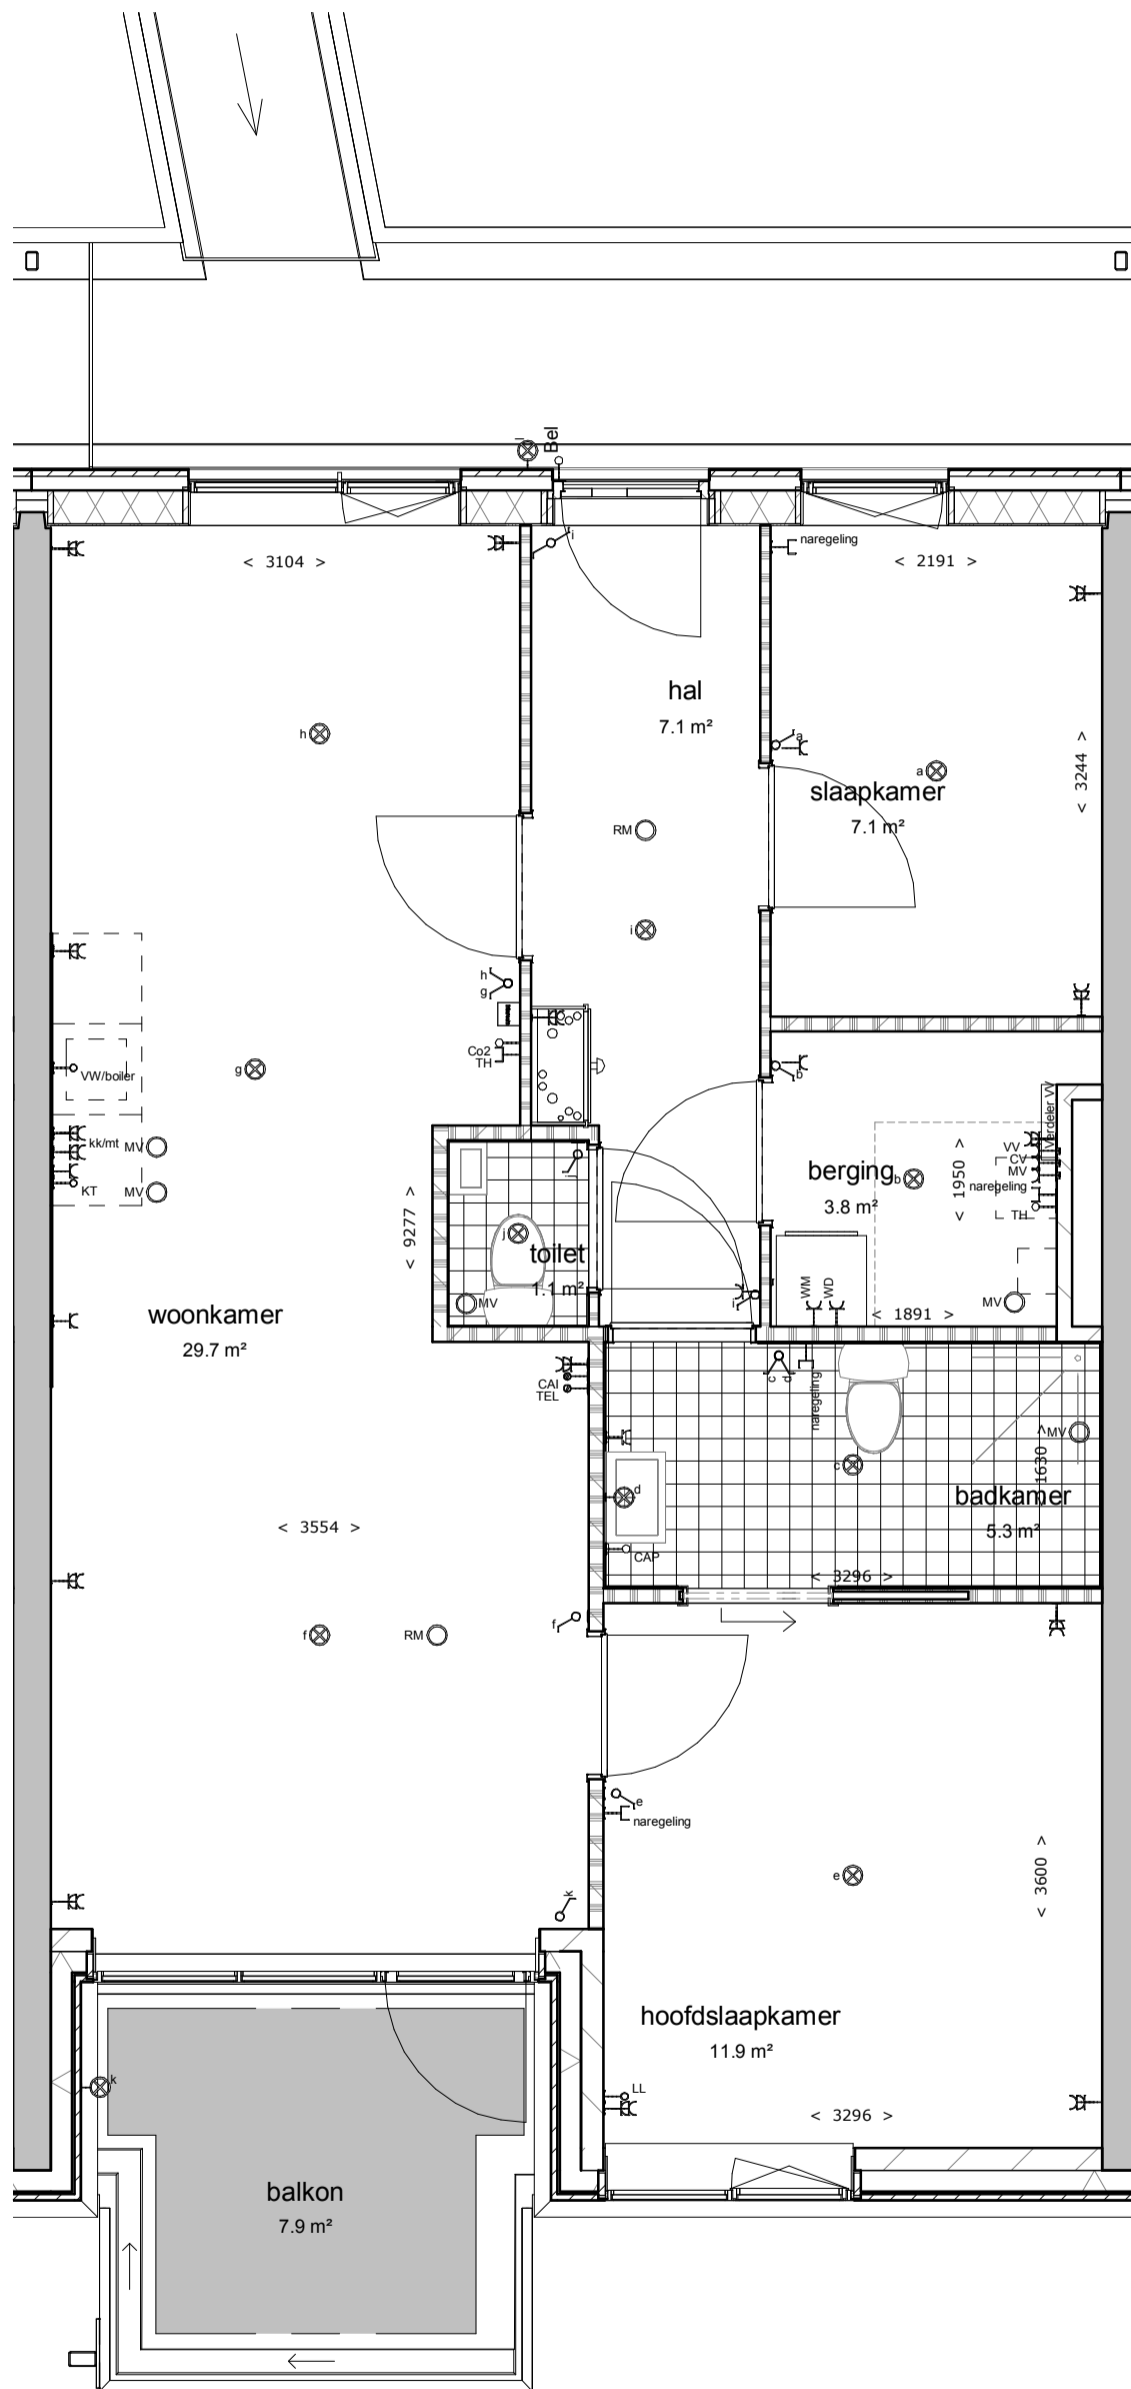 l
Bel
i
naregeling
< 3104 >
< 2191 >
hal
7.1 m²
h
a
a
slaapkamer
7.1 m²
< 3244 >
RM
i
h
g
Co2
TH
g
VW/boiler
b
Verdeler VV
kk/mt
MV
KT
MV
j
VV
CV
MV
naregeling
TH
< 1950 >
berging
3.8 m²
b
< 9277 >
j
toilet
1.1 m²
MV
i
WM
WD
MV
< 1891 >
woonkamer
29.7 m²
CAI
TEL
c
d
naregeling
MV
< 1630 >
c
d
badkamer
5.3 m²
CAP
< 3296 >
< 3554 >
f
f
RM
e
naregeling
e
< 3600 >
k
hoofdslaapkamer
11.9 m²
k
LL
< 3296 >
balkon
7.9 m²